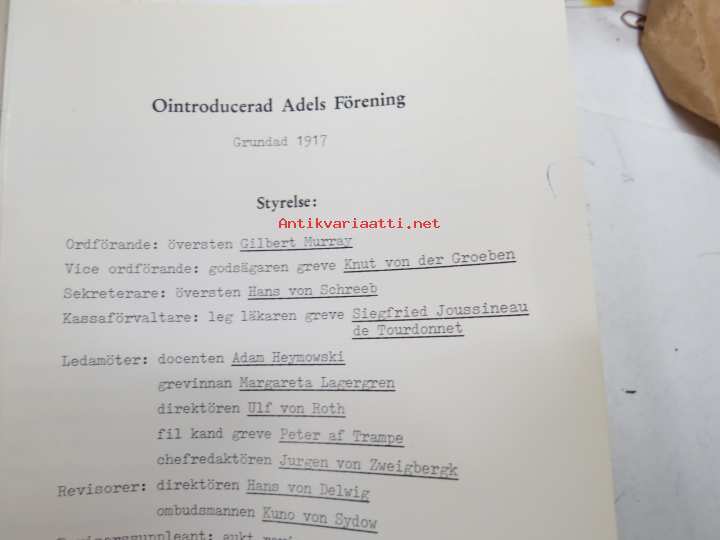 Ointroducerad Adels Förening
Grundad 1917
Styrelse:
Antikvariaatti.net
Ordförande: översten Gilbert Murray
Vice ordförande: godsägaren greve Knut von der Groeben
Sekreterare: översten Hans von Schreeb
Kassaförvaltare: leg läkaren greve Siegfried Joussineau
de Tourdonnet
Ledamöter: docenten Adam Heymowski
grevinnan Margareta Lagergren
direktören Ulf von Roth
fil kand greve Peter af Trampe
chefredaktören Jurgen von Zweigbergk
Revisorer: direktören Hans von Delwig
ombudsmannen Kuno von Sydow